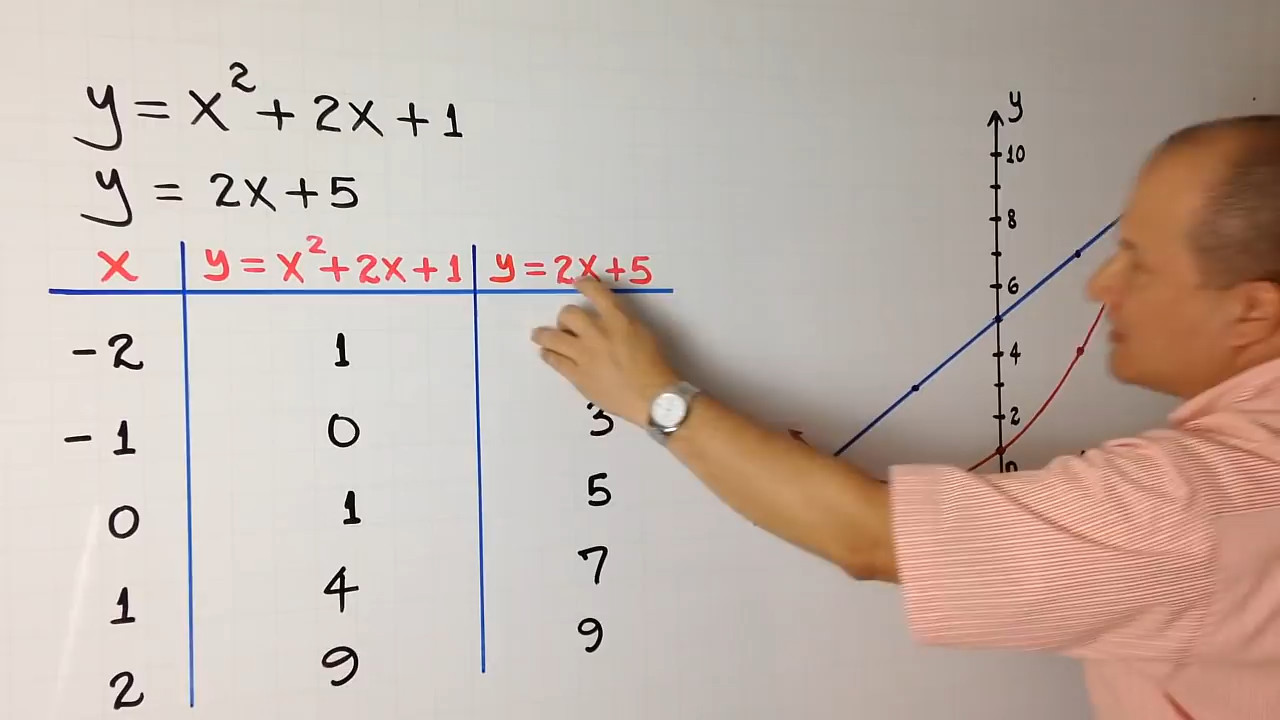 y = x² + 2x + 1
y = 2x + 5
x y = x² + 2x + 1 y = 2x + 5
-2 1
-1 0 3
0 1 5
1 4 7
2 9 9
y
10
8
6
4
2